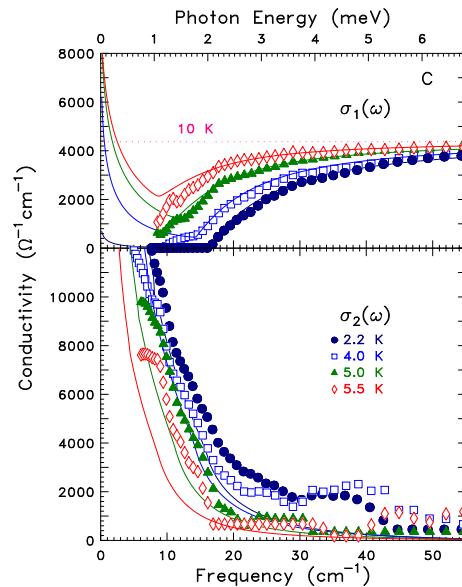 Photon Energy (meV)
0 1 2 3 4 5 6
8000
C
σ₁(ω)
6000
10 K
4000
2000
0
Conductivity (Ω⁻¹cm⁻¹)
σ₂(ω)
10000
2.2 K
8000
4.0 K
5.0 K
6000
5.5 K
4000
2000
0
0 10 20 30 40 50
Frequency (cm⁻¹)